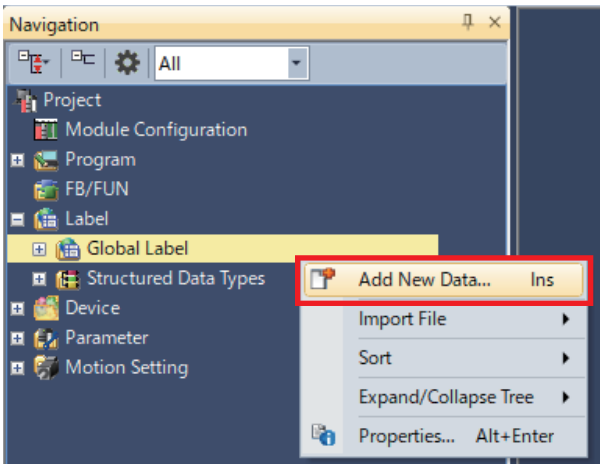 Navigation
All
Project
Module Configuration
Program
FB/FUN
Label
Global Label
Structured Data Types
Device
Parameter
Motion Setting
Add New Data... Ins
Import File
Sort
Expand/Collapse Tree
Properties... Alt+Enter